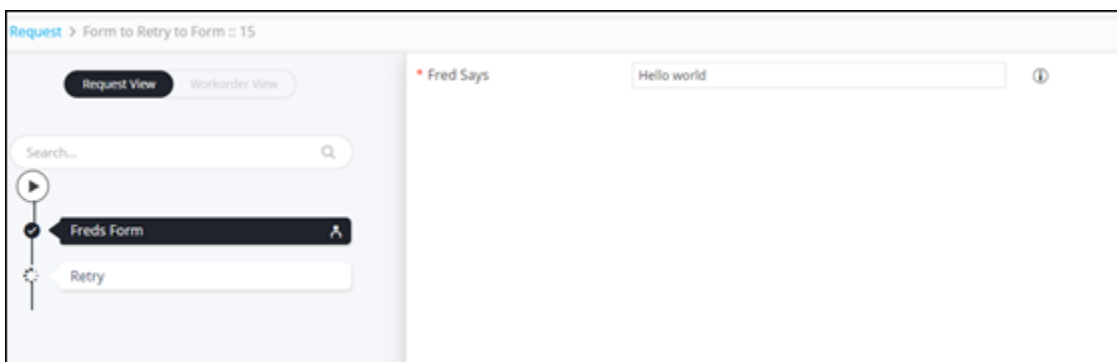 Request > Form to Retry to Form :: 15
Request View Workorder View
* Fred Says Hello world
Search...
Freds Form
Retry